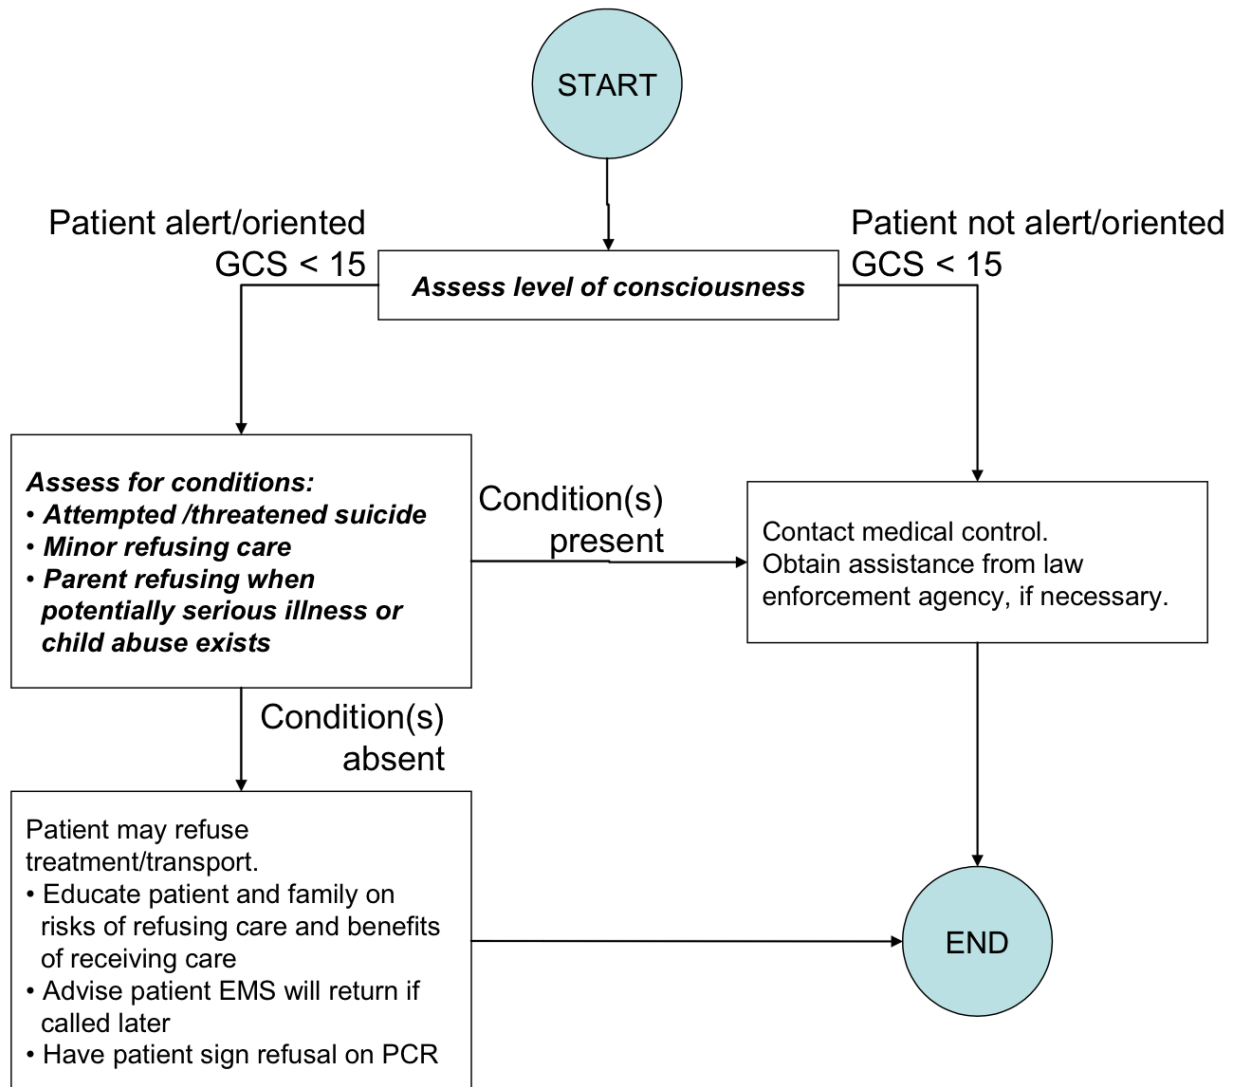 START
Patient alert/oriented
GCS < 15
Patient not alert/oriented
GCS < 15
Assess level of consciousness
Assess for conditions:
• Attempted /threatened suicide
• Minor refusing care
• Parent refusing when
potentially serious illness or
child abuse exists
Condition(s)
present
Contact medical control.
Obtain assistance from law
enforcement agency, if necessary.
Condition(s)
absent
Patient may refuse
treatment/transport.
• Educate patient and family on
risks of refusing care and benefits
of receiving care
• Advise patient EMS will return if
called later
• Have patient sign refusal on PCR
END